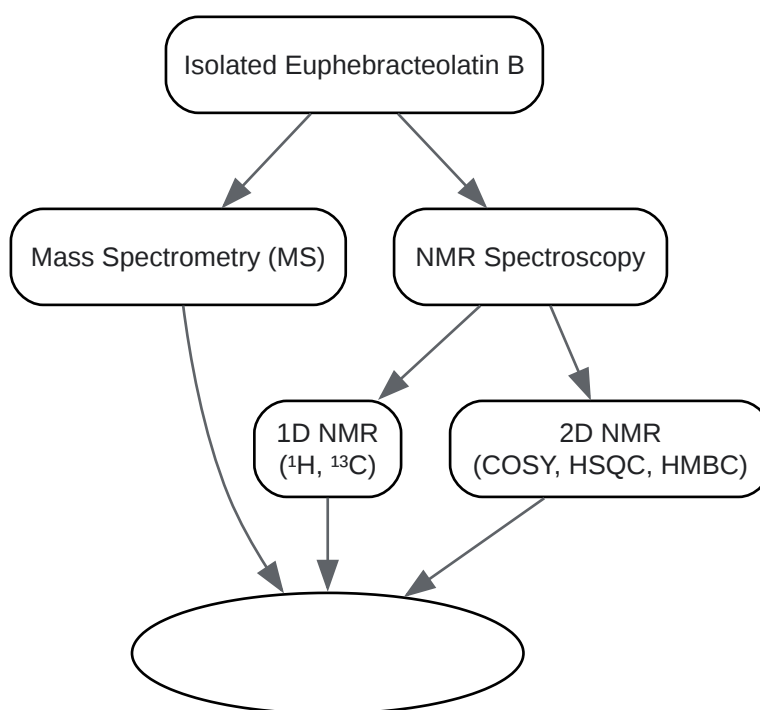 Isolated Euphebracteolatin B
Mass Spectrometry (MS)
NMR Spectroscopy
1D NMR
(¹H, ¹³C)
2D NMR
(COSY, HSQC, HMBC)